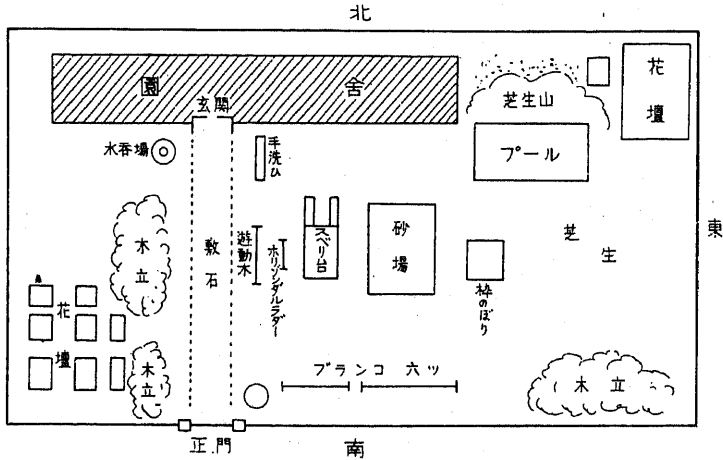 北
園舎
玄関
花壇
芝生山
水呑場
手洗ひ
プール
東
木立
敷石
遊動木
ホリゾンダルラダー
スベリ台
砂場
芝生
枠のぼり
花壇
木立
ブランコ 六ツ
木立
正門
南